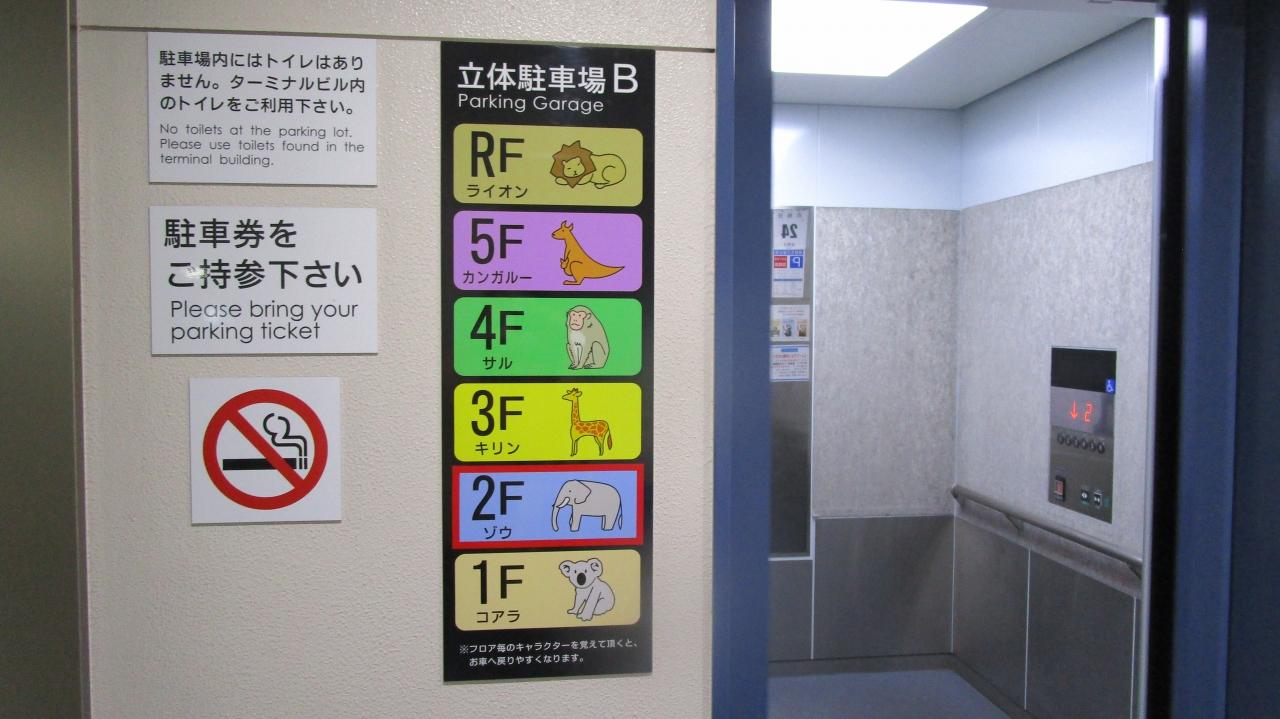 駐車場内にはトイレはあり
ません。ターミナルビル内
のトイレをご利用下さい。
No toilets at the parking lot.
Please use toilets found in the
terminal building.
駐車券を
ご持参下さい
Please bring your
parking ticket
立体駐車場B
Parking Garage
RF
ライオン
5F
カンガルー
4F
サル
3F
キリン
2F
ゾウ
1F
コアラ
※フロア毎のキャラクターを覚えて頂くと、
お車へ戻りやすくなります。
24
P
↓2